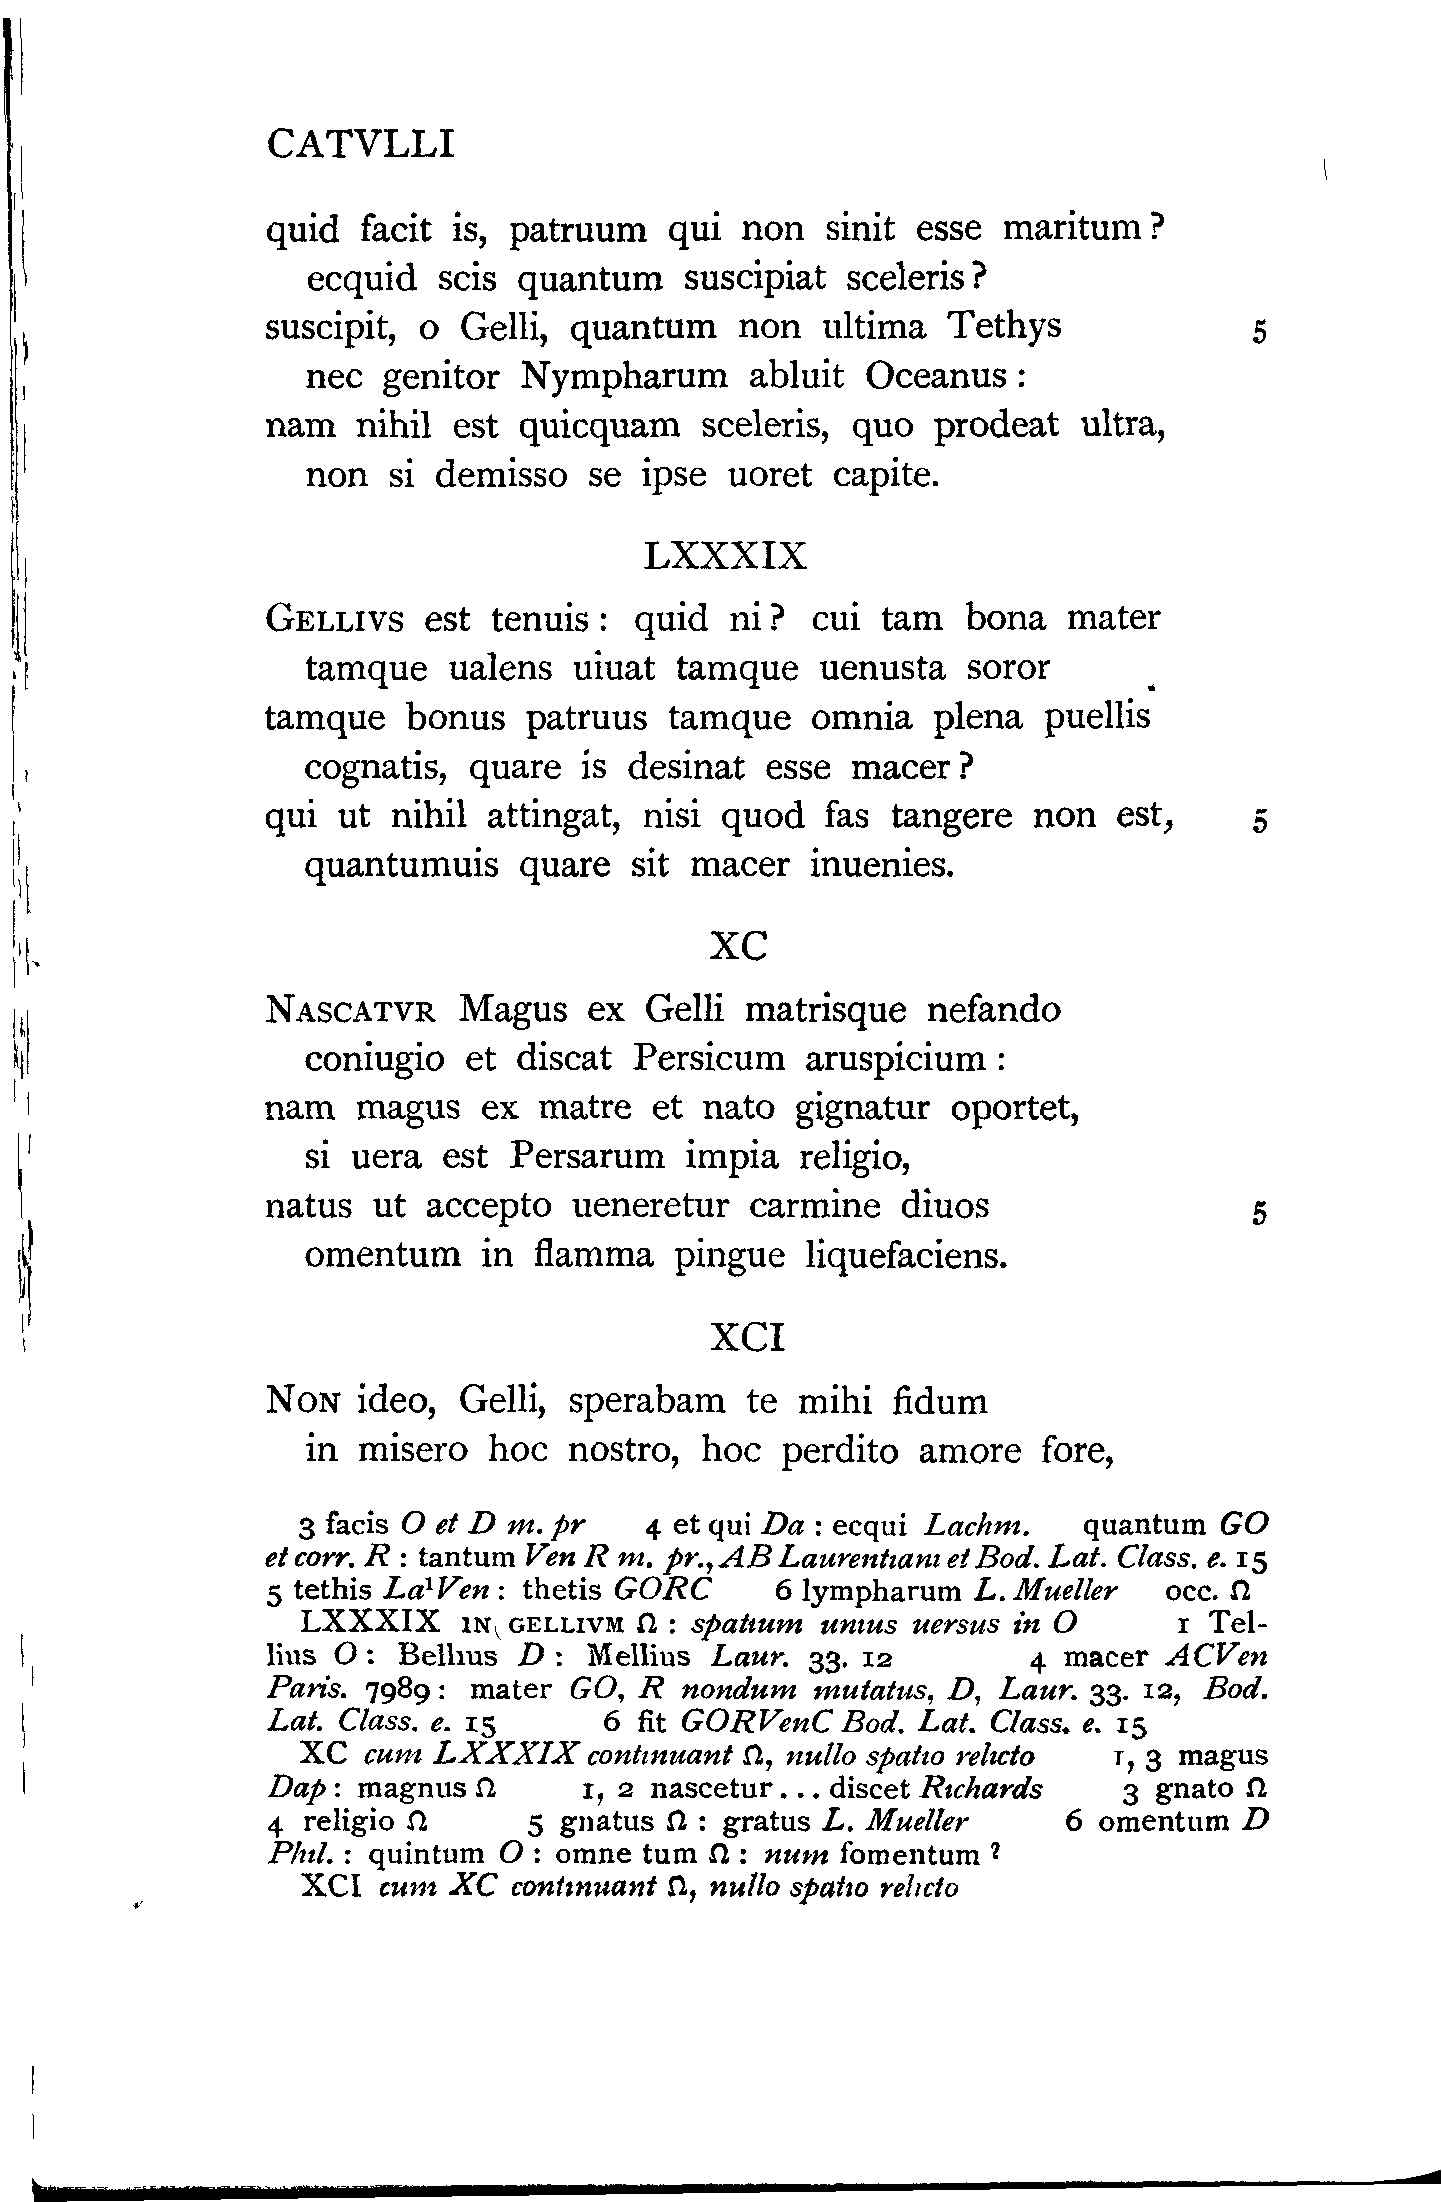 CATVLLI
quid facit is, patruum qui non sinit esse maritum?
ecquid scis quantum suscipiat sceleris?
suscipit, o Gelli, quantum non ultima Tethys 5
nec genitor Nympharum abluit Oceanus:
nam nihil est quicquam sceleris, quo prodeat ultra,
non si demisso se ipse uoret capite.
LXXXIX
GELLIVS est tenuis: quid ni? cui tam bona mater
tamque ualens uiuat tamque uenusta soror
tamque bonus patruus tamque omnia plena puellis
cognatis, quare is desinat esse macer?
qui ut nihil attingat, nisi quod fas tangere non est, 5
quantumuis quare sit macer inuenies.
XC
NASCATVR Magus ex Gelli matrisque nefando
coniugio et discat Persicum aruspicium:
nam magus ex matre et nato gignatur oportet,
si uera est Persarum impia religio,
natus ut accepto ueneretur carmine diuos 5
omentum in flamma pingue liquefaciens.
XCI
NON ideo, Gelli, sperabam te mihi fidum
in misero hoc nostro, hoc perdito amore fore,
3 facis O et D m. pr 4 et qui Da : ecqui Lachm. quantum GO
et corr. R : tantum Ven R m. pr., AB Laurentiani et Bod. Lat. Class. e. 15
5 tethis La¹Ven : thetis GORC 6 lympharum L. Mueller occ. Ω
LXXXIX IN GELLIVM Ω : spatium unius uersus in O 1 Tel-
lius O : Bellius D : Mellius Laur. 33. 12 4 macer ACVen
Paris. 7989 : mater GO, R nondum mutatus, D, Laur. 33. 12, Bod.
Lat. Class. e. 15 6 fit GORVenC Bod. Lat. Class. e. 15
XC cum LXXXIX continuant Ω, nullo spatio relicto 1, 3 magus
Dap : magnus Ω 1, 2 nascetur ... discet Richards 3 gnato Ω
4 religio Ω 5 gnatus Ω : gratus L. Mueller 6 omentum D
Phil. : quintum O : omne tum Ω : num fomentum ?
XCI cum XC continuant Ω, nullo spatio relicto